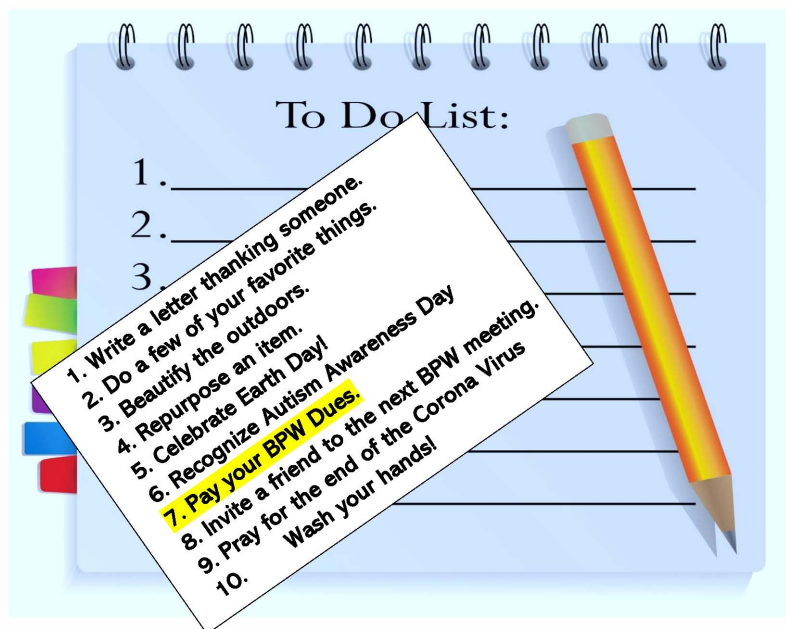 To Do List:
1.
2.
3.
1. Write a letter thanking someone.
2. Do a few of your favorite things.
3. Beautify the outdoors.
4. Repurpose an item.
5. Celebrate Earth Day!
6. Recognize Autism Awareness Day
7. Pay your BPW Dues.
8. Invite a friend to the next BPW meeting.
9. Pray for the end of the Corona Virus
10. Wash your hands!